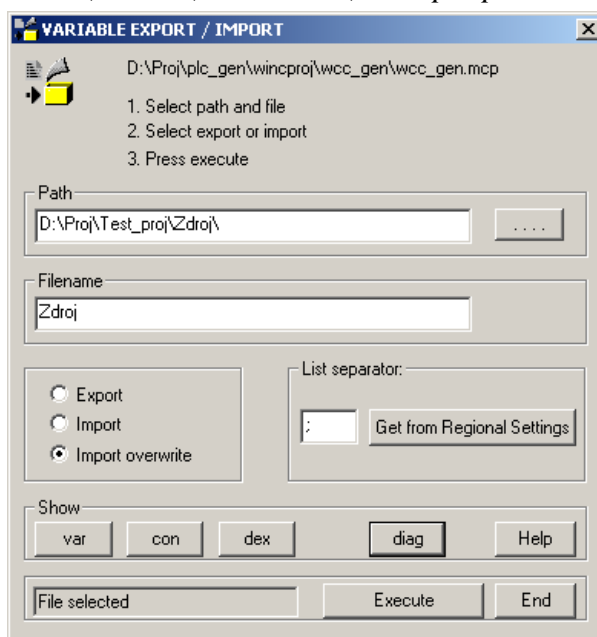 VARIABLE EXPORT / IMPORT
D:\Proj\plc_gen\wincproj\wcc_gen\wcc_gen.mcp
1. Select path and file
2. Select export or import
3. Press execute
Path
D:\Proj\Test_proj\Zdroj\
. . . .
Filename
Zdroj
Export
Import
Import overwrite
List separator:
;
Get from Regional Settings
Show
var con dex diag Help
File selected Execute End